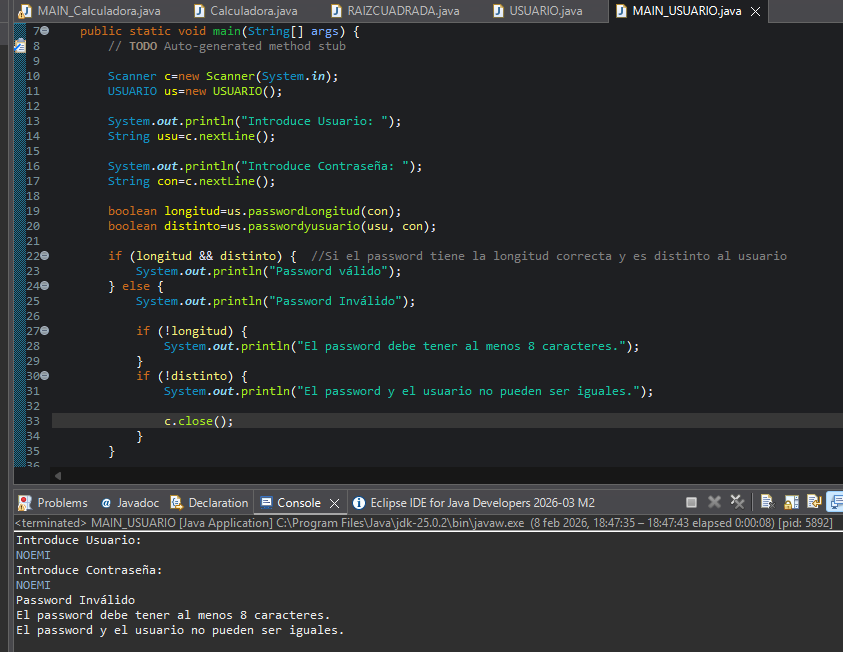 MAIN_Calculadora.java Calculadora.java RAIZCUADRADA.java USUARIO.java MAIN_USUARIO.java
7 public static void main(String[] args) {
8 // TODO Auto-generated method stub
9
10 Scanner c=new Scanner(System.in);
11 USUARIO us=new USUARIO();
12
13 System.out.println("Introduce Usuario: ");
14 String usu=c.nextLine();
15
16 System.out.println("Introduce Contraseña: ");
17 String con=c.nextLine();
18
19 boolean longitud=us.passwordLongitud(con);
20 boolean distinto=us.passwordyusuario(usu, con);
21
22 if (longitud && distinto) { //Si el password tiene la longitud correcta y es distinto al usuario
23 System.out.println("Password válido");
24 } else {
25 System.out.println("Password Inválido");
26
27 if (!longitud) {
28 System.out.println("El password debe tener al menos 8 caracteres.");
29 }
30 if (!distinto) {
31 System.out.println("El password y el usuario no pueden ser iguales.");
32
33 c.close();
34 }
35 }
36
Problems Javadoc Declaration Console Eclipse IDE for Java Developers 2026-03 M2
<terminated> MAIN_USUARIO [Java Application] C:\Program Files\Java\jdk-25.0.2\bin\javaw.exe (8 feb 2026, 18:47:35 – 18:47:43 elapsed 0:00:08) [pid: 5892]
Introduce Usuario:
NOEMI
Introduce Contraseña:
NOEMI
Password Inválido
El password debe tener al menos 8 caracteres.
El password y el usuario no pueden ser iguales.